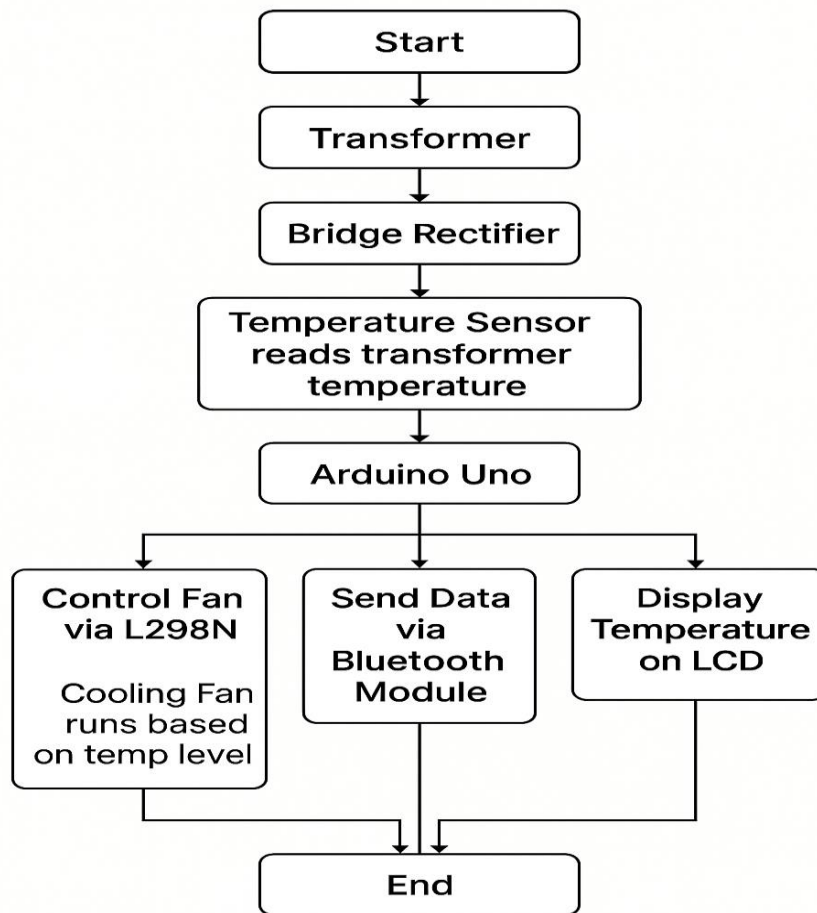 Start
Transformer
Bridge Rectifier
Temperature Sensor
reads transformer
temperature
Arduino Uno
Control Fan
via L298N
Cooling Fan
runs based
on temp level
Send Data
via
Bluetooth
Module
Display
Temperature
on LCD
End